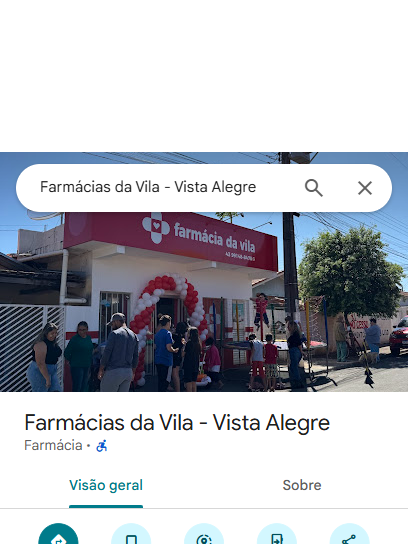 Farmácias da Vila - Vista Alegre
farmácia da vila
Farmácias da Vila - Vista Alegre
Farmácia ·
Visão geral
Sobre